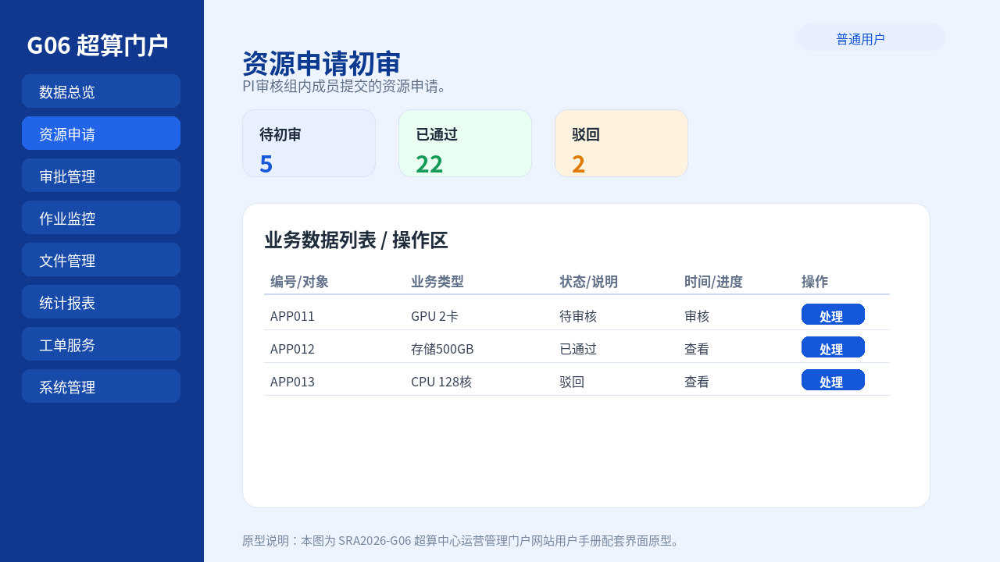 G06 超算门户
数据总览
资源申请
审批管理
作业监控
文件管理
统计报表
工单服务
系统管理
普通用户
资源申请初审
PI审核组内成员提交的资源申请。
待初审
5
已通过
22
驳回
2
业务数据列表 / 操作区
编号/对象 业务类型 状态/说明 时间/进度 操作
APP011 GPU 2卡 待审核 审核 处理
APP012 存储500GB 已通过 查看 处理
APP013 CPU 128核 驳回 查看 处理
原型说明：本图为 SRA2026-G06 超算中心运营管理门户网站用户手册配套界面原型。